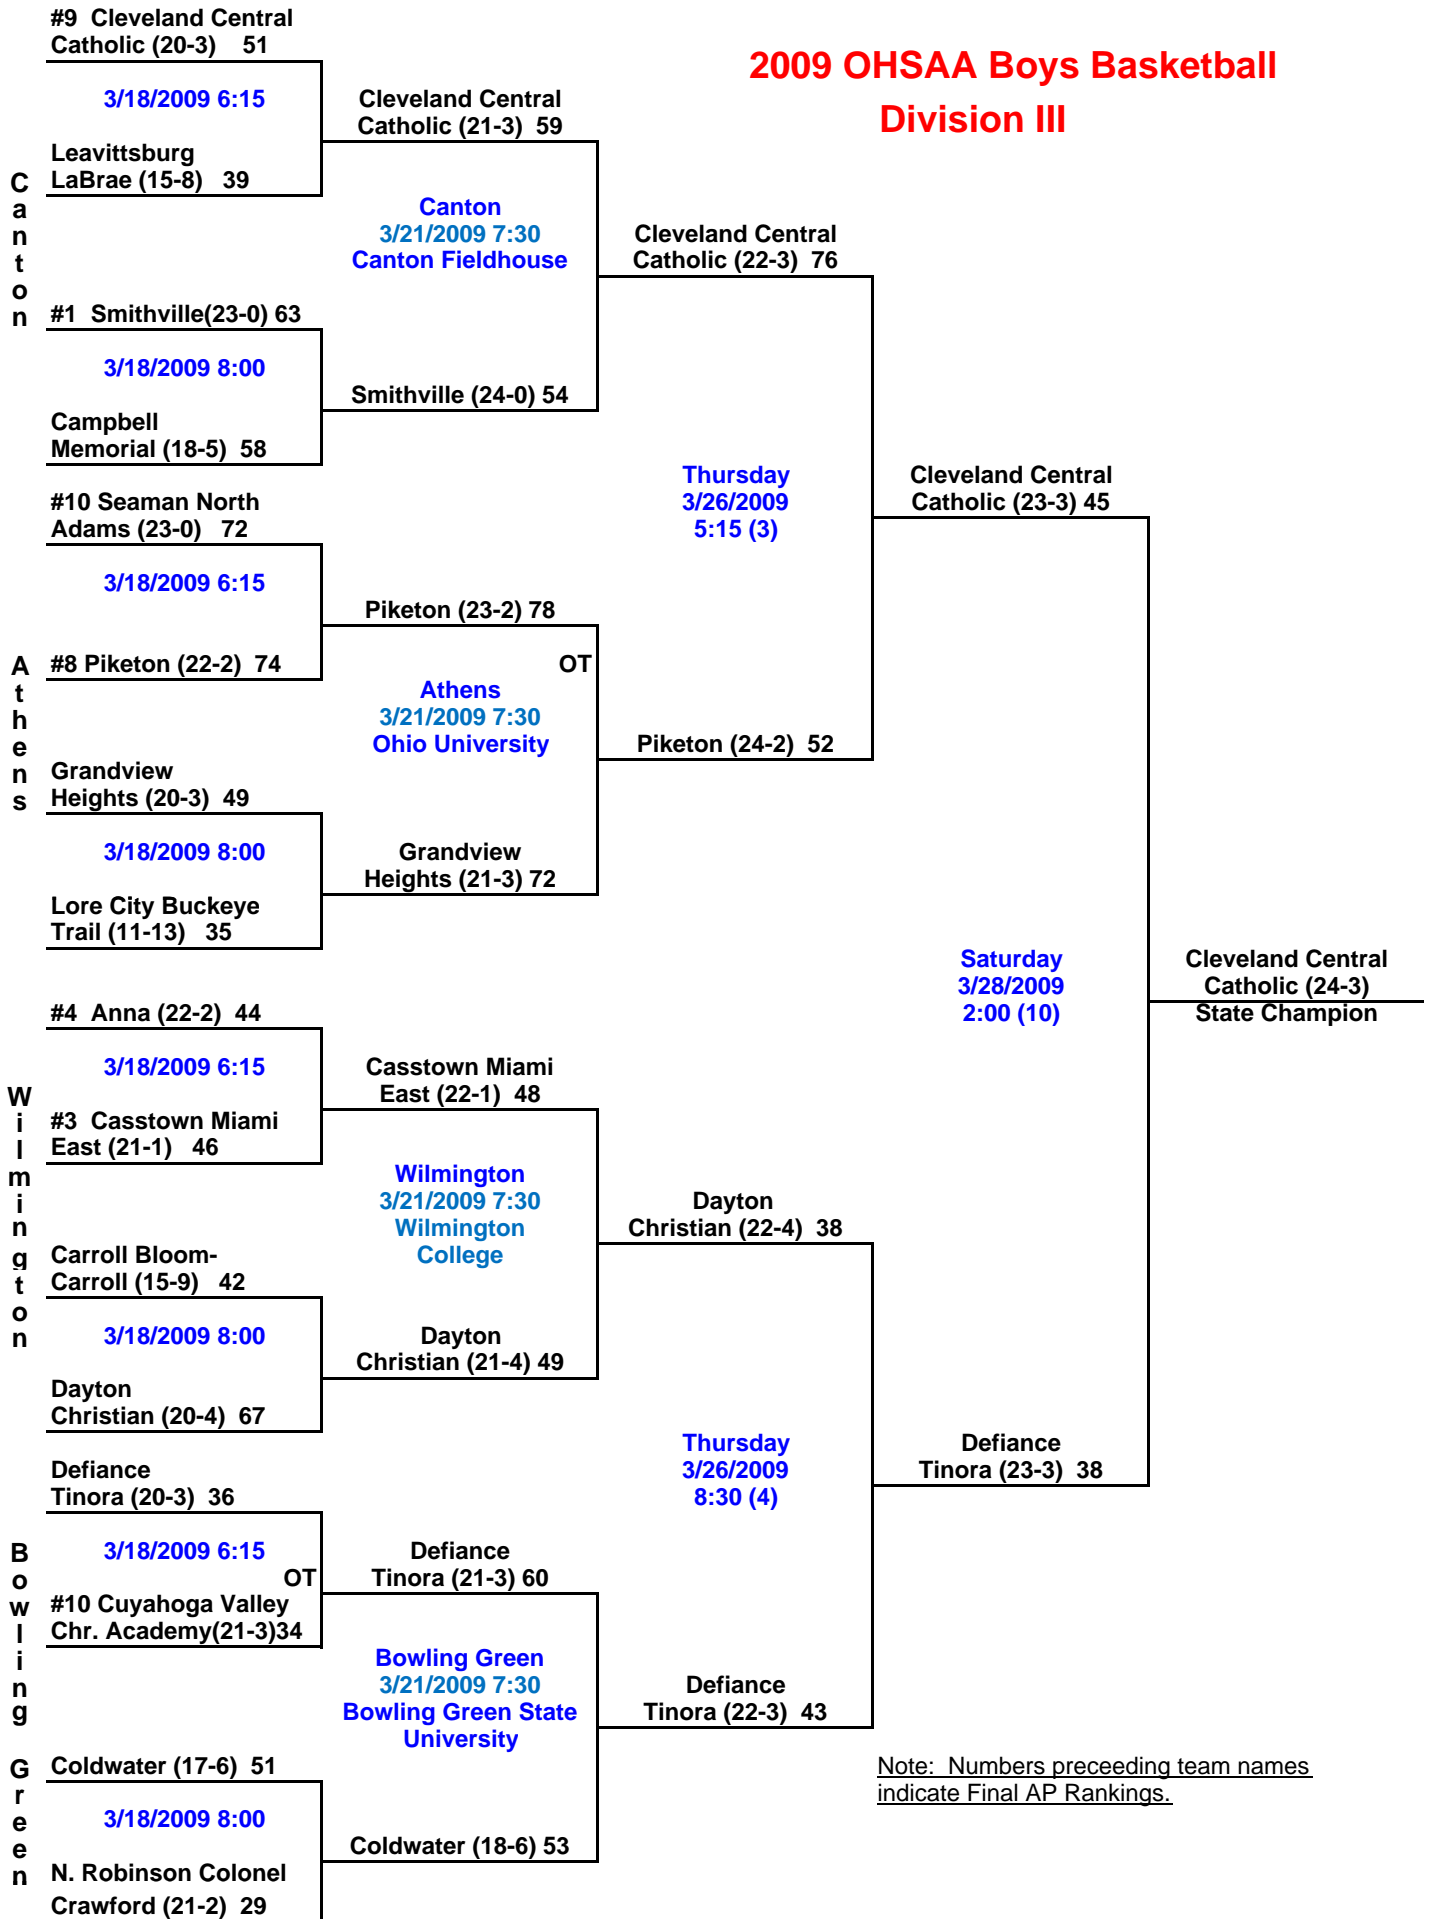 2009 OHSAA Boys Basketball
Division III
Canton
#9  Cleveland Central
Catholic (20-3)    51
3/18/2009 6:15
Leavittsburg
LaBrae (15-8)   39
#1  Smithville(23-0) 63
3/18/2009 8:00
Campbell
Memorial (18-5)  58
Athens
#10 Seaman North
Adams (23-0)   72
3/18/2009 6:15
#8 Piketon (22-2)  74
Grandview
Heights (20-3)  49
3/18/2009 8:00
Lore City Buckeye
Trail (11-13)   35
Wilmington
#4  Anna (22-2)  44
3/18/2009 6:15
#3  Casstown Miami
East (21-1)   46
Carroll Bloom-
Carroll (15-9)   42
3/18/2009 8:00
Dayton
Christian (20-4)  67
Bowling Green
Defiance
Tinora (20-3)  36
3/18/2009 6:15
OT
#10 Cuyahoga Valley
Chr. Academy(21-3)34
Coldwater (17-6)  51
3/18/2009 8:00
N. Robinson Colonel
Crawford (21-2)  29
Cleveland Central
Catholic (21-3)  59
Canton
3/21/2009 7:30
Canton Fieldhouse
Smithville (24-0) 54
Piketon (23-2) 78
OT
Athens
3/21/2009 7:30
Ohio University
Grandview
Heights (21-3) 72
Casstown Miami
East (22-1)  48
Wilmington
3/21/2009 7:30
Wilmington
College
Dayton
Christian (21-4) 49
Defiance
Tinora (21-3) 60
Bowling Green
3/21/2009 7:30
Bowling Green State
University
Coldwater (18-6) 53
Cleveland Central
Catholic (22-3)  76
Thursday
3/26/2009
5:15 (3)
Piketon (24-2)  52
Dayton
Christian (22-4)  38
Thursday
3/26/2009
8:30 (4)
Defiance
Tinora (22-3)  43
Cleveland Central
Catholic (23-3) 45
Saturday
3/28/2009
2:00 (10)
Defiance
Tinora (23-3)  38
Cleveland Central
Catholic (24-3)
State Champion
Note:  Numbers preceeding team names
indicate Final AP Rankings.